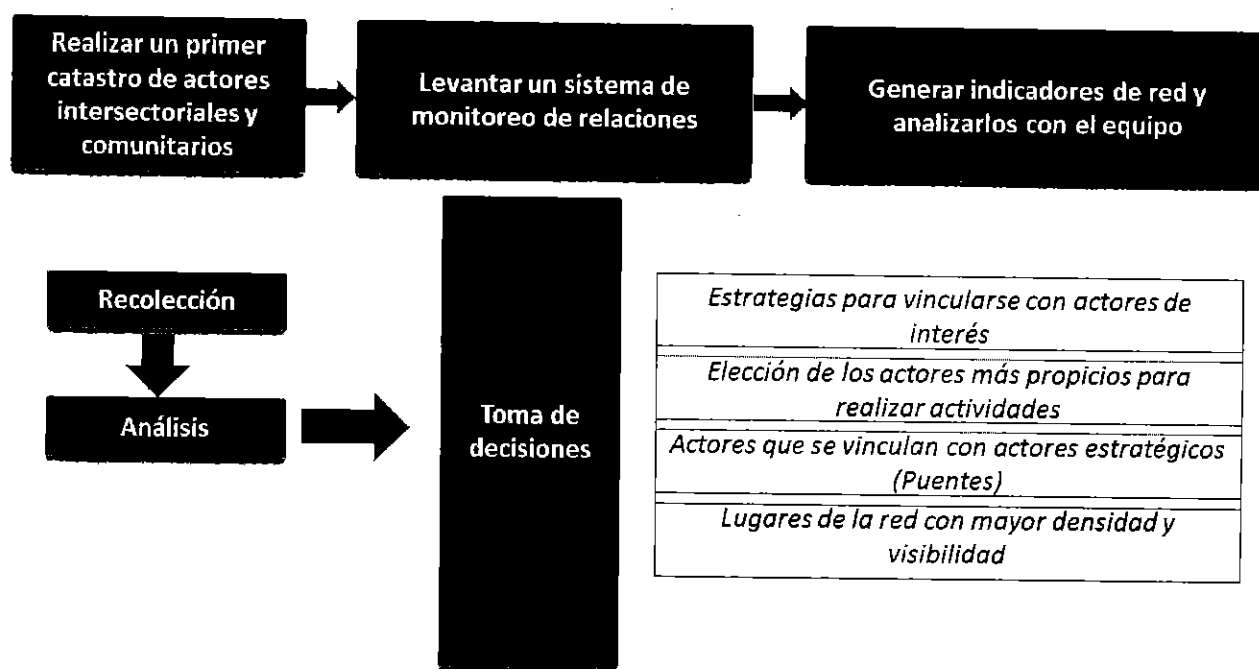 Realizar un primer
catastro de actores
intersectoriales y
comunitarios
Levantar un sistema de
monitoreo de relaciones
Generar indicadores de red y
analizarlos con el equipo
Recolección
Análisis
Toma de
decisiones
Estrategias para vincularse con actores de
interés
Elección de los actores más propicios para
realizar actividades
Actores que se vinculan con actores estratégicos
(Puentes)
Lugares de la red con mayor densidad y
visibilidad